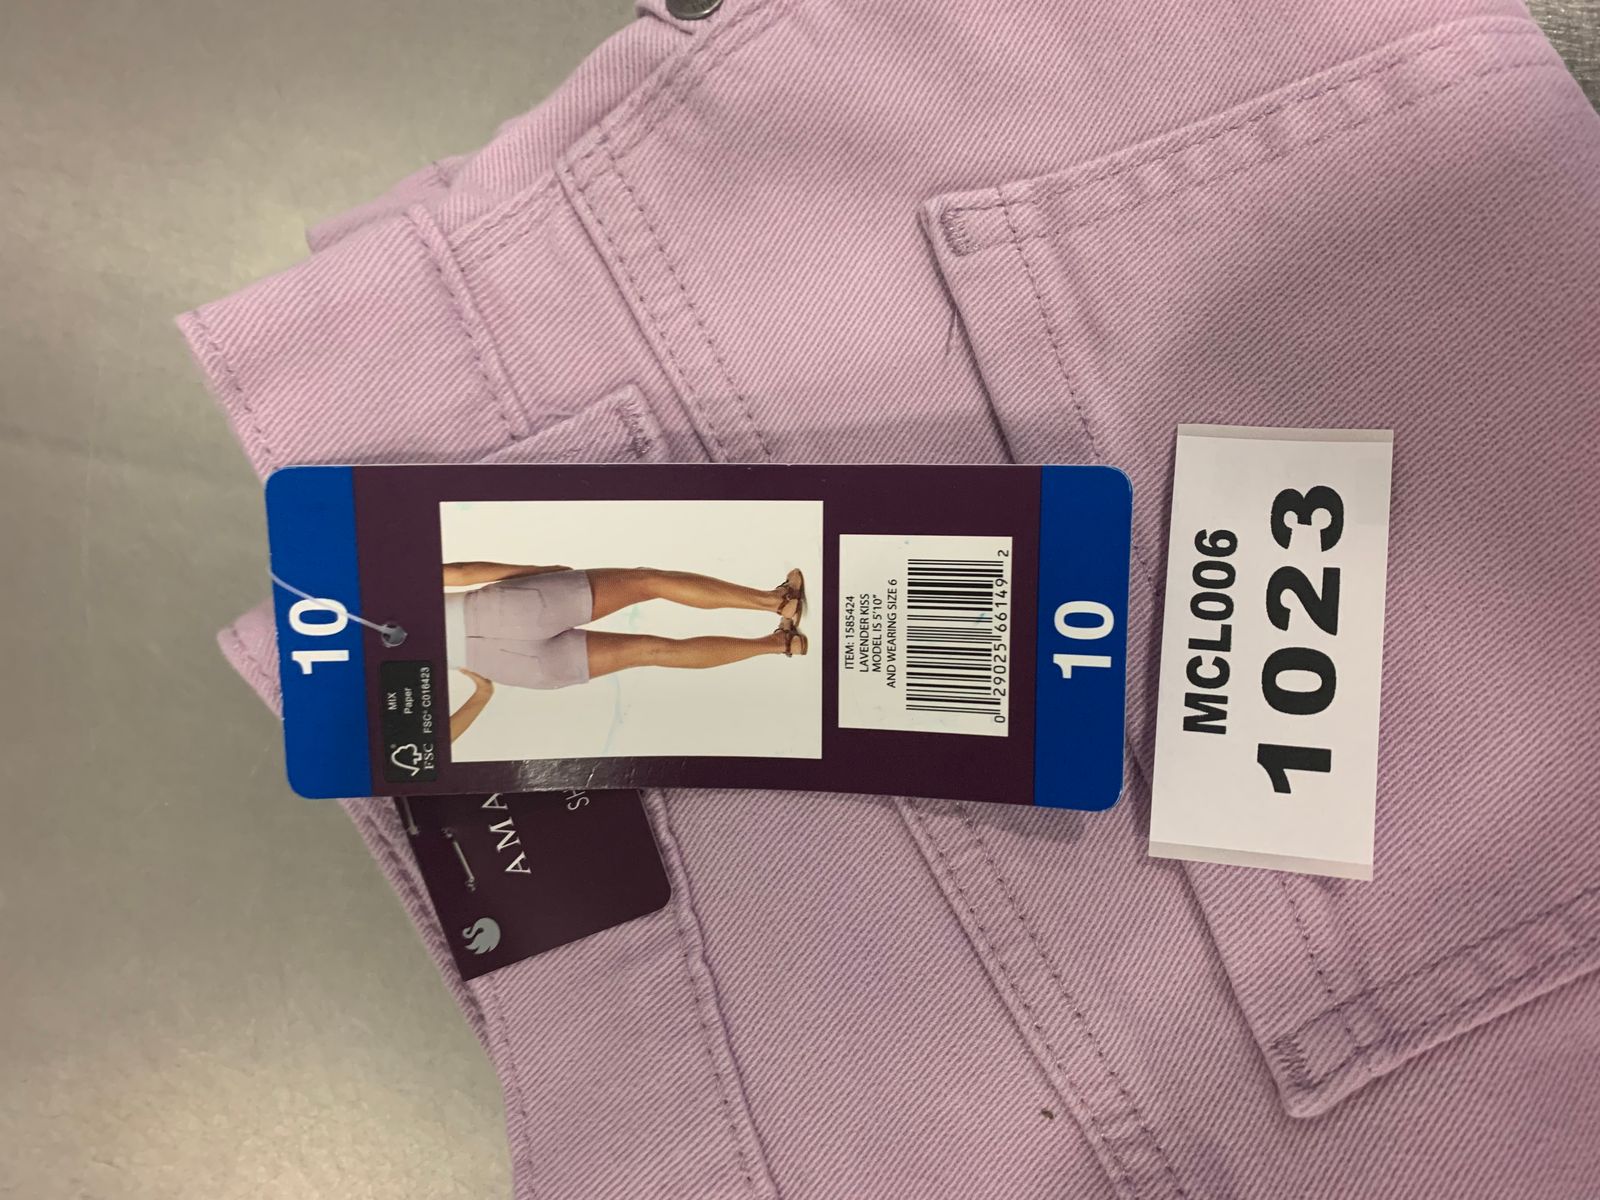 10
MIX
Paper
FSC® C016423
FSC
ITEM: 1585424
LAVENDER KISS
MODEL IS 5'10"
AND WEARING SIZE 6
0 29025 66149 2
10
AMA
SH
MCL006
1023